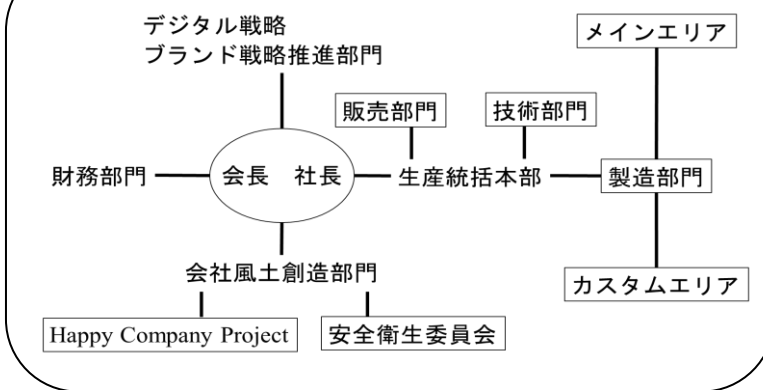 デジタル戦略
ブランド戦略推進部門
メインエリア
販売部門
技術部門
財務部門
会長 社長
生産統括本部
製造部門
会社風土創造部門
カスタムエリア
Happy Company Project
安全衛生委員会